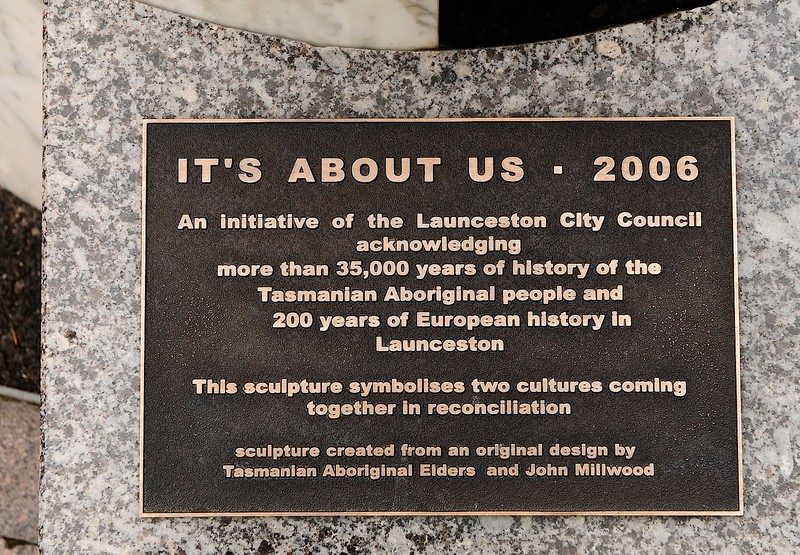 IT'S ABOUT US · 2006
An initiative of the Launceston City Council
acknowledging
more than 35,000 years of history of the
Tasmanian Aboriginal people and
200 years of European history in
Launceston
This sculpture symbolises two cultures coming
together in reconciliation
sculpture created from an original design by
Tasmanian Aboriginal Elders and John Millwood